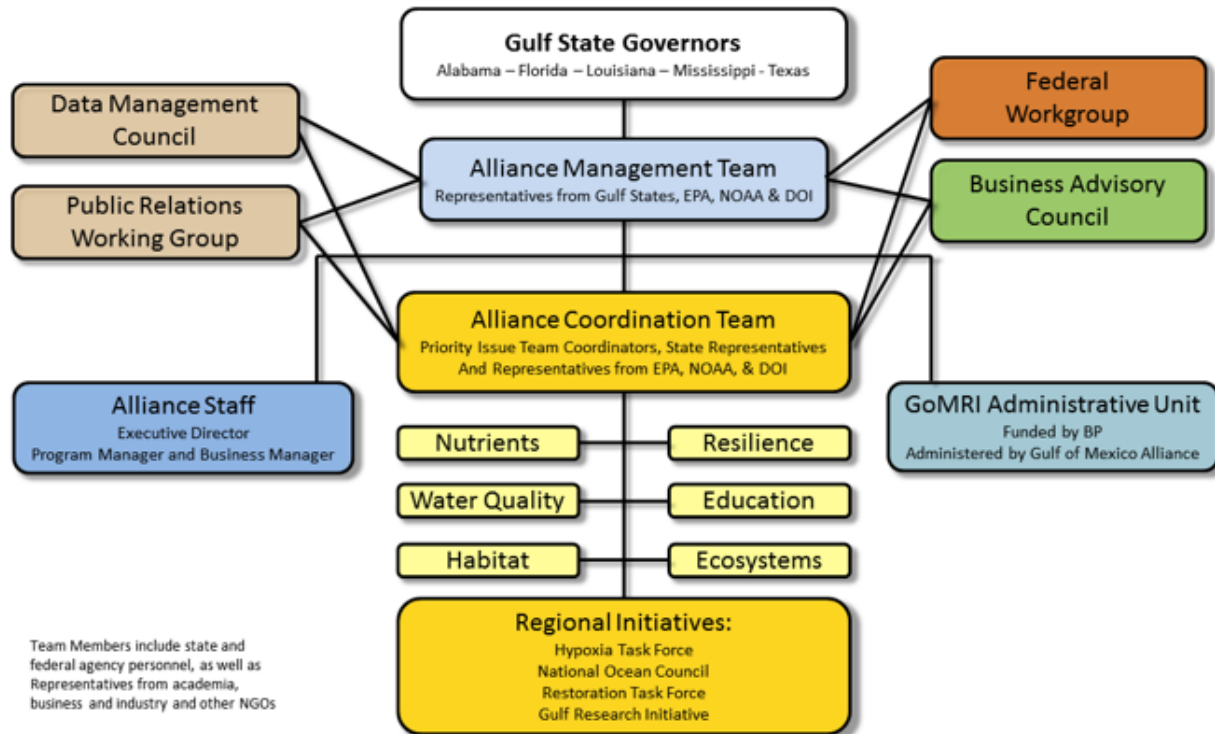 Gulf State Governors
Alabama – Florida – Louisiana – Mississippi - Texas
Data Management
Council
Federal
Workgroup
Alliance Management Team
Representatives from Gulf States, EPA, NOAA & DOI
Public Relations
Working Group
Business Advisory
Council
Alliance Coordination Team
Priority Issue Team Coordinators, State Representatives
And Representatives from EPA, NOAA, & DOI
Alliance Staff
Executive Director
Program Manager and Business Manager
GoMRI Administrative Unit
Funded by BP
Administered by Gulf of Mexico Alliance
Nutrients
Resilience
Water Quality
Education
Habitat
Ecosystems
Regional Initiatives:
Hypoxia Task Force
National Ocean Council
Restoration Task Force
Gulf Research Initiative
Team Members include state and
federal agency personnel, as well as
Representatives from academia,
business and industry and other NGOs